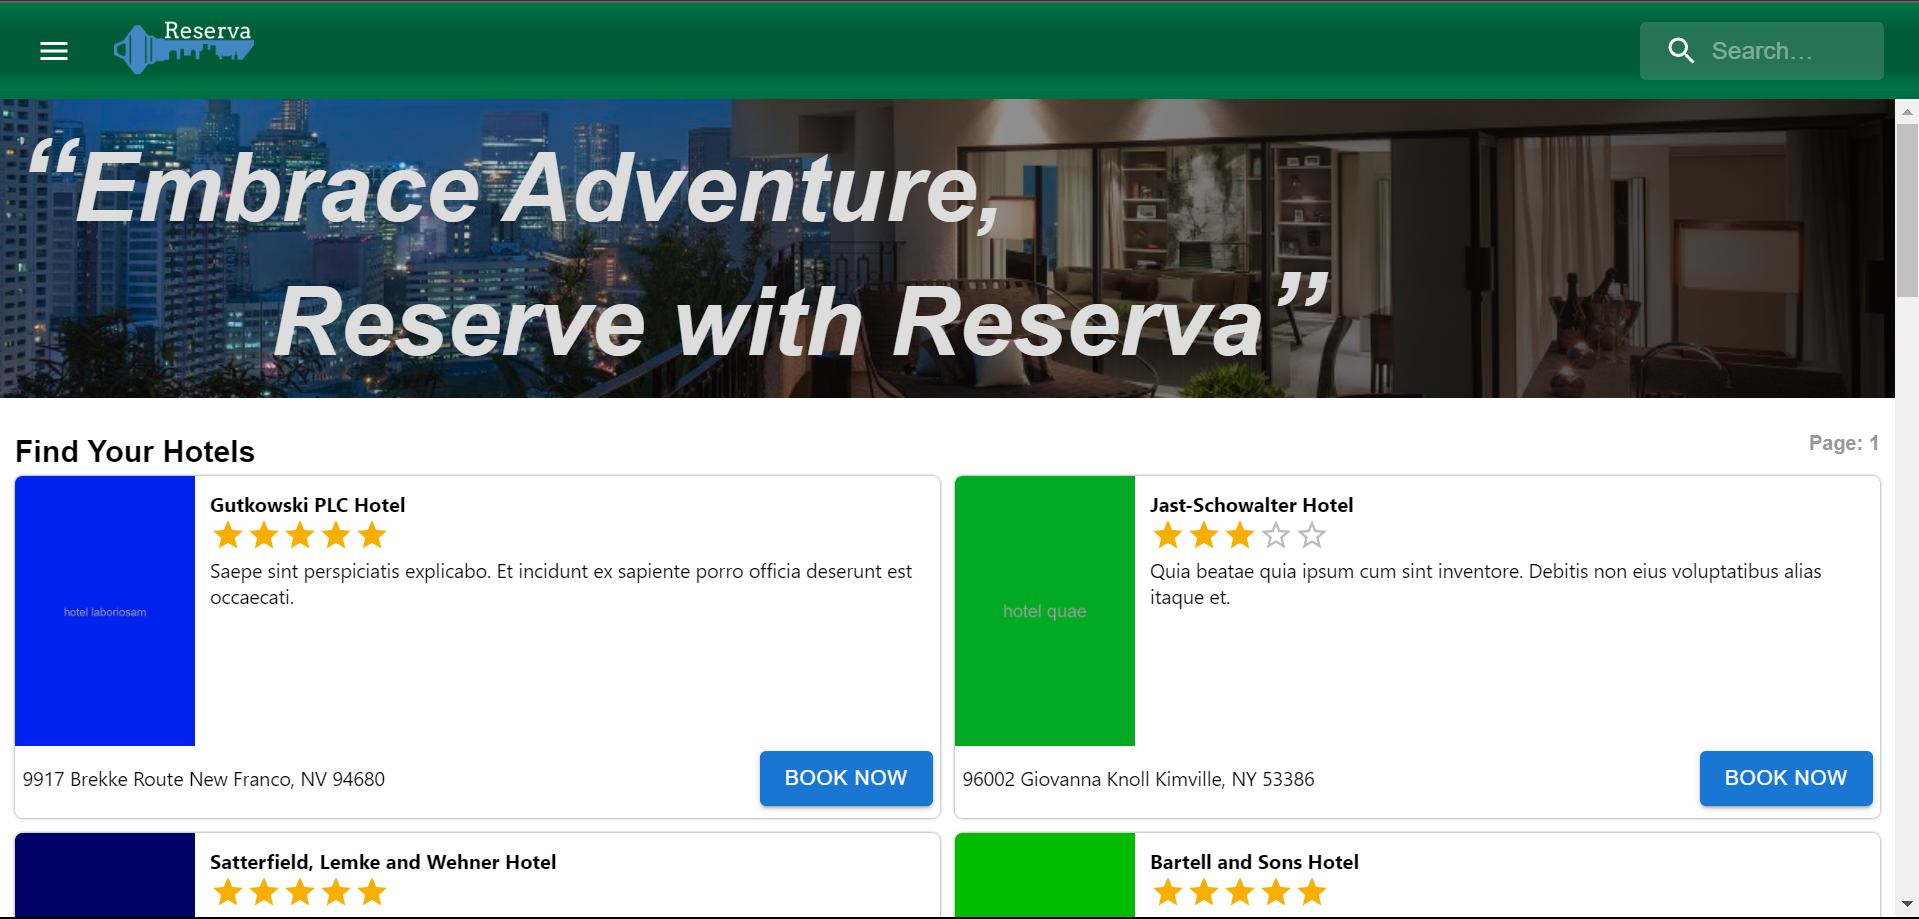 Reserva
Search...
“Embrace Adventure,
Reserve with Reserva”
Find Your Hotels
Page: 1
hotel laboriosam
Gutkowski PLC Hotel
Saepe sint perspiciatis explicabo. Et incidunt ex sapiente porro officia deserunt est
occaecati.
9917 Brekke Route New Franco, NV 94680
BOOK NOW
hotel quae
Jast-Schowalter Hotel
Quia beatae quia ipsum cum sint inventore. Debitis non eius voluptatibus alias
itaque et.
96002 Giovanna Knoll Kimville, NY 53386
BOOK NOW
Satterfield, Lemke and Wehner Hotel
Bartell and Sons Hotel